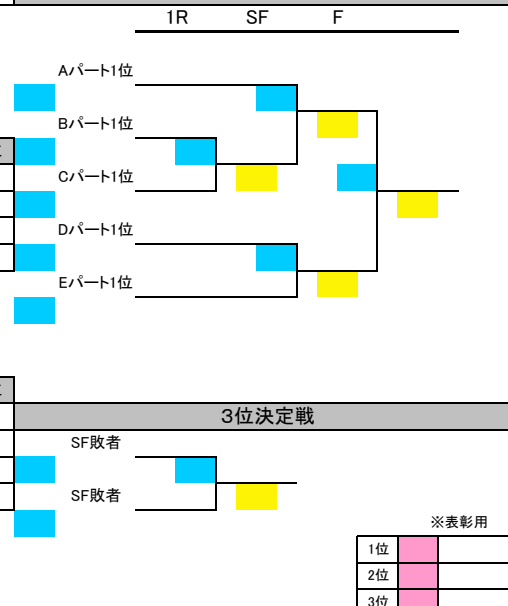 1R SF F
Aパート1位
Bパート1位
Cパート1位
Dパート1位
Eパート1位
3位決定戦
SF敗者
SF敗者
※表彰用
1位
2位
3位